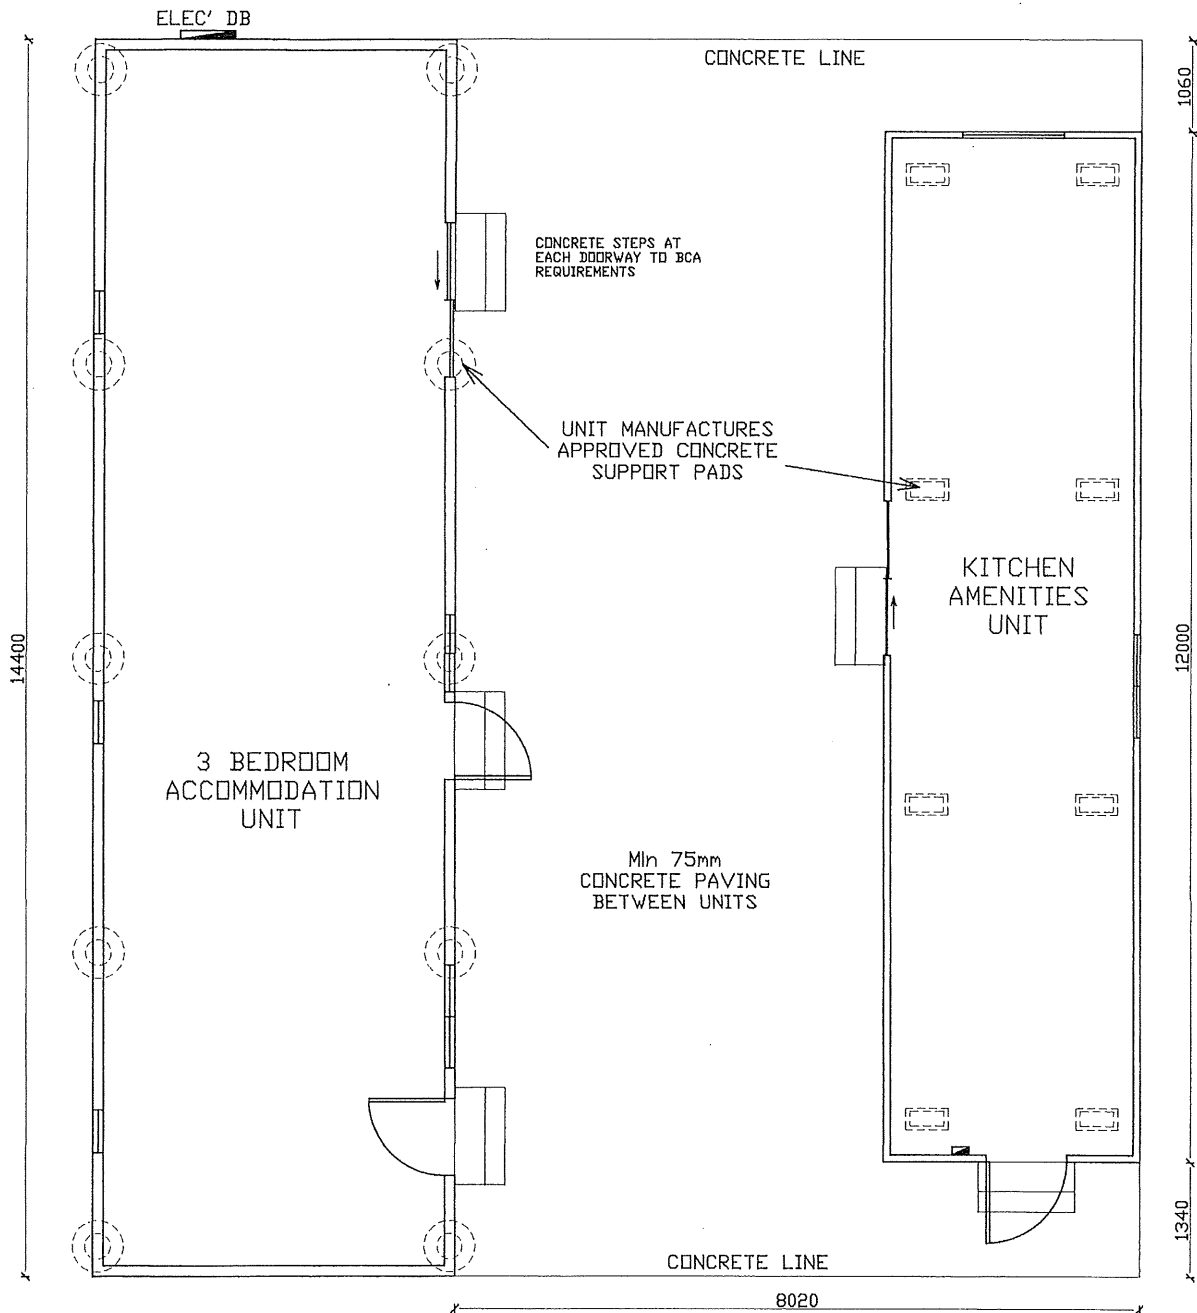 ELEC' DB
CONCRETE LINE
1060
CONCRETE STEPS AT
EACH DOORWAY TO BCA
REQUIREMENTS
UNIT MANUFACTURES
APPROVED CONCRETE
SUPPORT PADS
KITCHEN
AMENITIES
UNIT
14400
12000
3 BEDROOM
ACCOMMODATION
UNIT
MIn 75mm
CONCRETE PAVING
BETWEEN UNITS
1340
CONCRETE LINE
8020